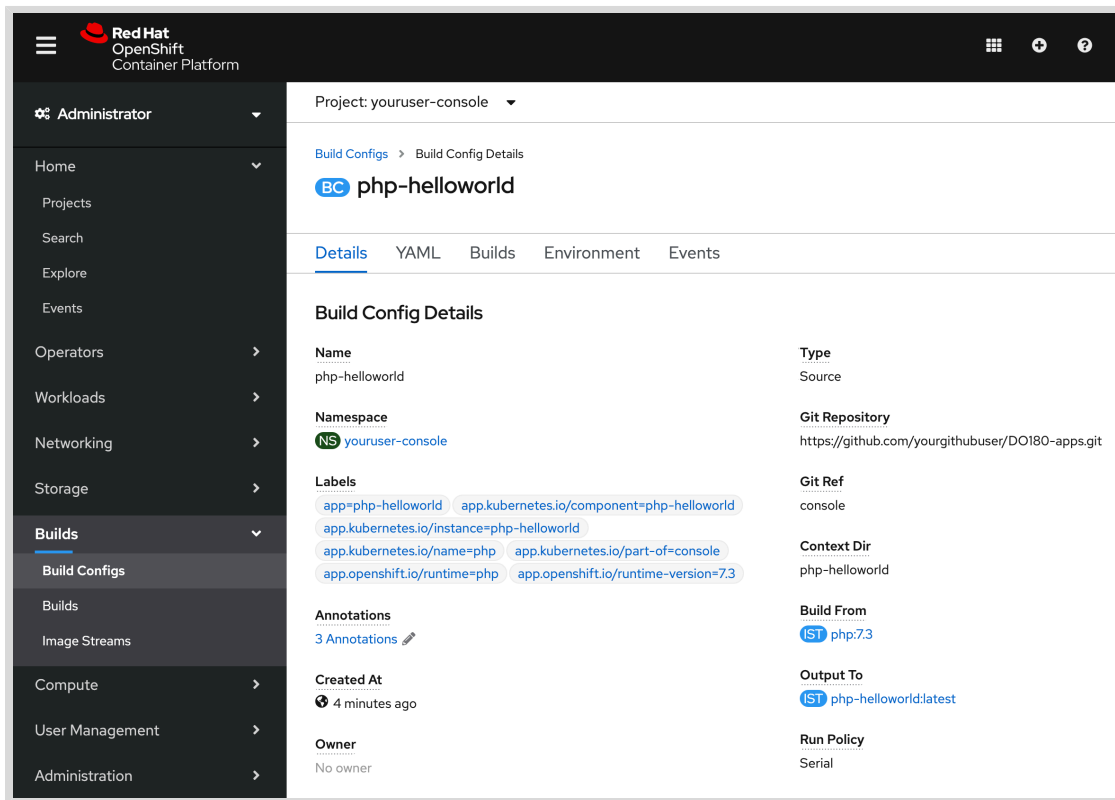 Red Hat
OpenShift
Container Platform
Administrator
Home
Projects
Search
Explore
Events
Operators
Workloads
Networking
Storage
Builds
Build Configs
Builds
Image Streams
Compute
User Management
Administration
Project: youruser-console
Build Configs > Build Config Details
BC php-helloworld
Details YAML Builds Environment Events
Build Config Details
Name
php-helloworld
Namespace
NS youruser-console
Labels
app=php-helloworld app.kubernetes.io/component=php-helloworld
app.kubernetes.io/instance=php-helloworld
app.kubernetes.io/name=php app.kubernetes.io/part-of=console
app.openshift.io/runtime=php app.openshift.io/runtime-version=7.3
Annotations
3 Annotations
Created At
4 minutes ago
Owner
No owner
Type
Source
Git Repository
https://github.com/yourgithubuser/DO180-apps.git
Git Ref
console
Context Dir
php-helloworld
Build From
IST php:7.3
Output To
IST php-helloworld:latest
Run Policy
Serial